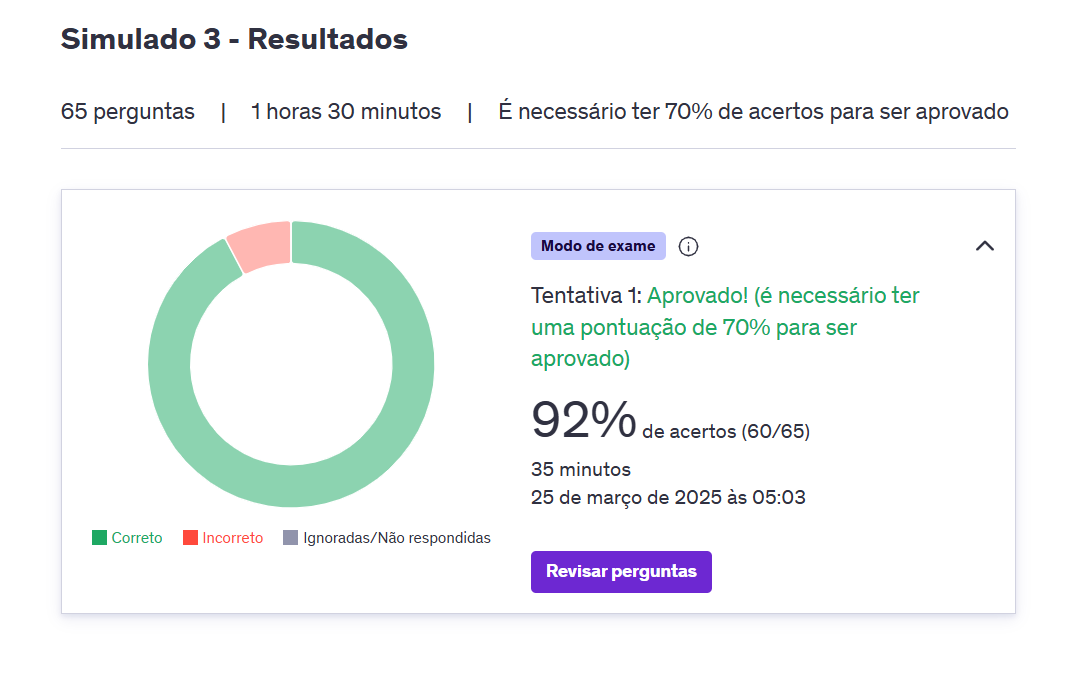 Simulado 3 - Resultados
65 perguntas | 1 horas 30 minutos | É necessário ter 70% de acertos para ser aprovado
Modo de exame
Tentativa 1: Aprovado! (é necessário ter
uma pontuação de 70% para ser
aprovado)
92% de acertos (60/65)
35 minutos
25 de março de 2025 às 05:03
Correto Incorreto Ignoradas/Não respondidas
Revisar perguntas